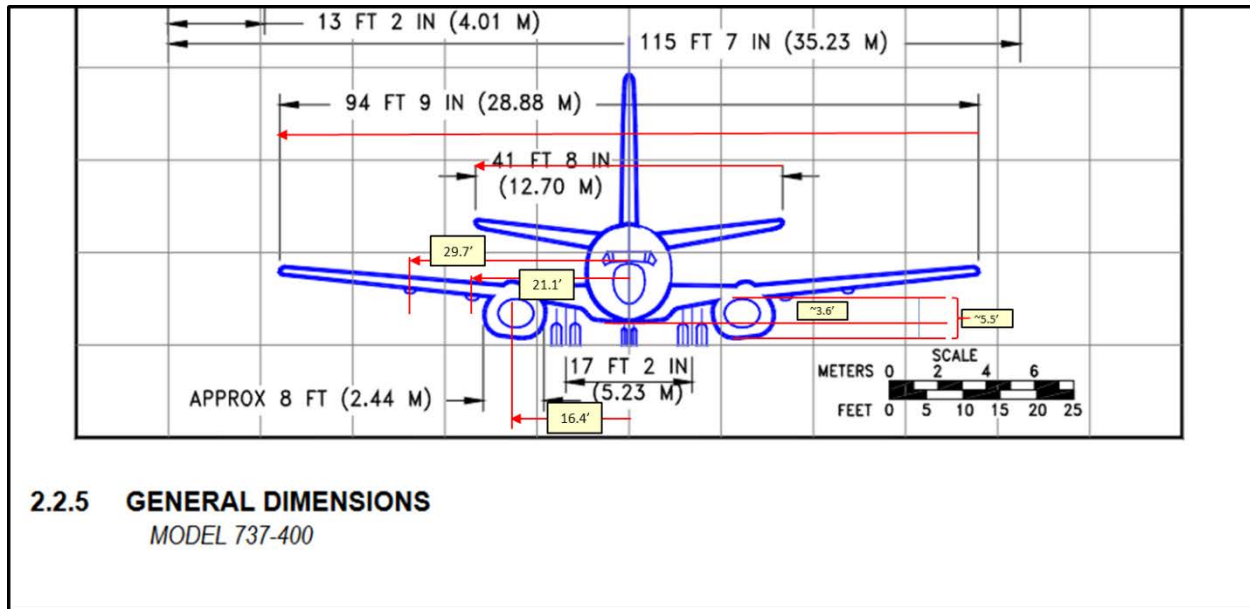 13 FT 2 IN (4.01 M)
115 FT 7 IN (35.23 M)
94 FT 9 IN (28.88 M)
41 FT 8 IN
(12.70 M)
29.7′
21.1′
~3.6′
~5.5′
17 FT 2 IN
(5.23 M)
APPROX 8 FT (2.44 M)
16.4′
SCALE
METERS 0 2 4 6
FEET 0 5 10 15 20 25
2.2.5 GENERAL DIMENSIONS
MODEL 737-400